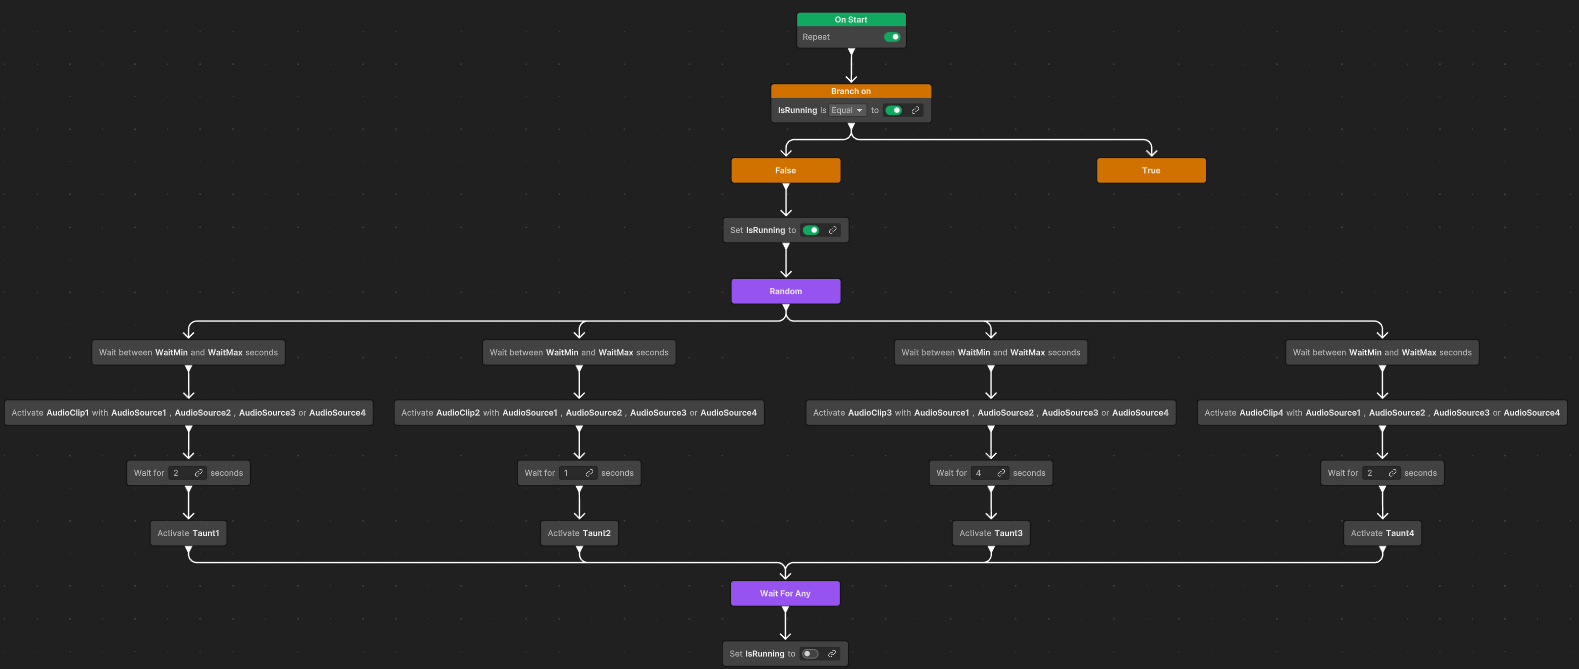 On Start
Repeat
Branch on
IsRunning is Equal to
False
True
Set IsRunning to
Random
Wait between WaitMin and WaitMax seconds
Wait between WaitMin and WaitMax seconds
Wait between WaitMin and WaitMax seconds
Wait between WaitMin and WaitMax seconds
Activate AudioClip1 with AudioSource1 , AudioSource2 , AudioSource3 or AudioSource4
Activate AudioClip2 with AudioSource1 , AudioSource2 , AudioSource3 or AudioSource4
Activate AudioClip3 with AudioSource1 , AudioSource2 , AudioSource3 or AudioSource4
Activate AudioClip4 with AudioSource1 , AudioSource2 , AudioSource3 or AudioSource4
Wait for 2 seconds
Wait for 1 seconds
Wait for 4 seconds
Wait for 2 seconds
Activate Taunt1
Activate Taunt2
Activate Taunt3
Activate Taunt4
Wait For Any
Set IsRunning to